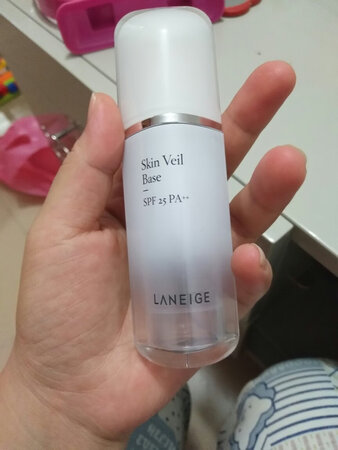 Skin Veil
Base
SPF 25 PA++
LANEIGE